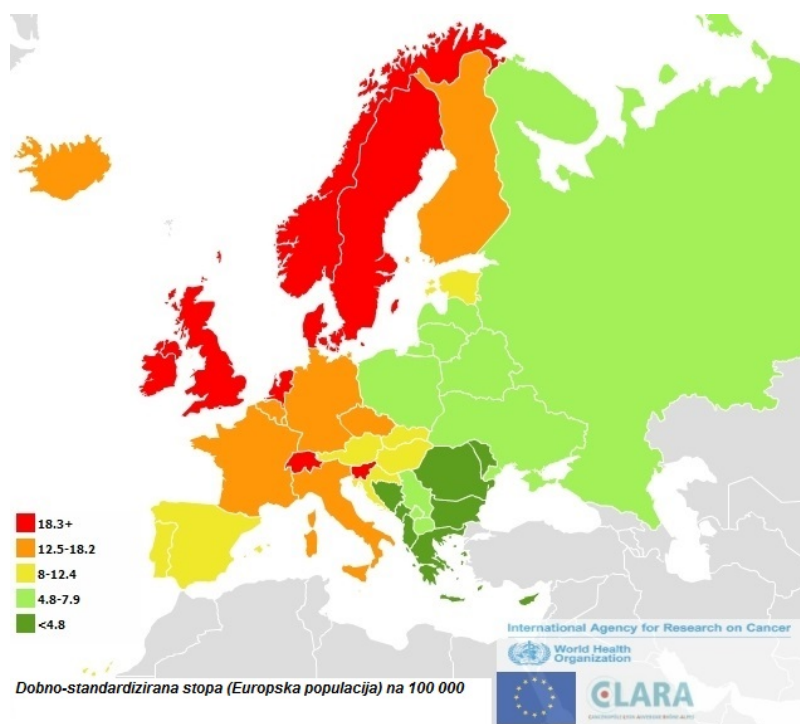 18.3+
12.5-18.2
8-12.4
4.8-7.9
<4.8
International Agency for Research on Cancer
World Health
Organization
Dobno-standardizirana stopa (Europska populacija) na 100 000
CLARA